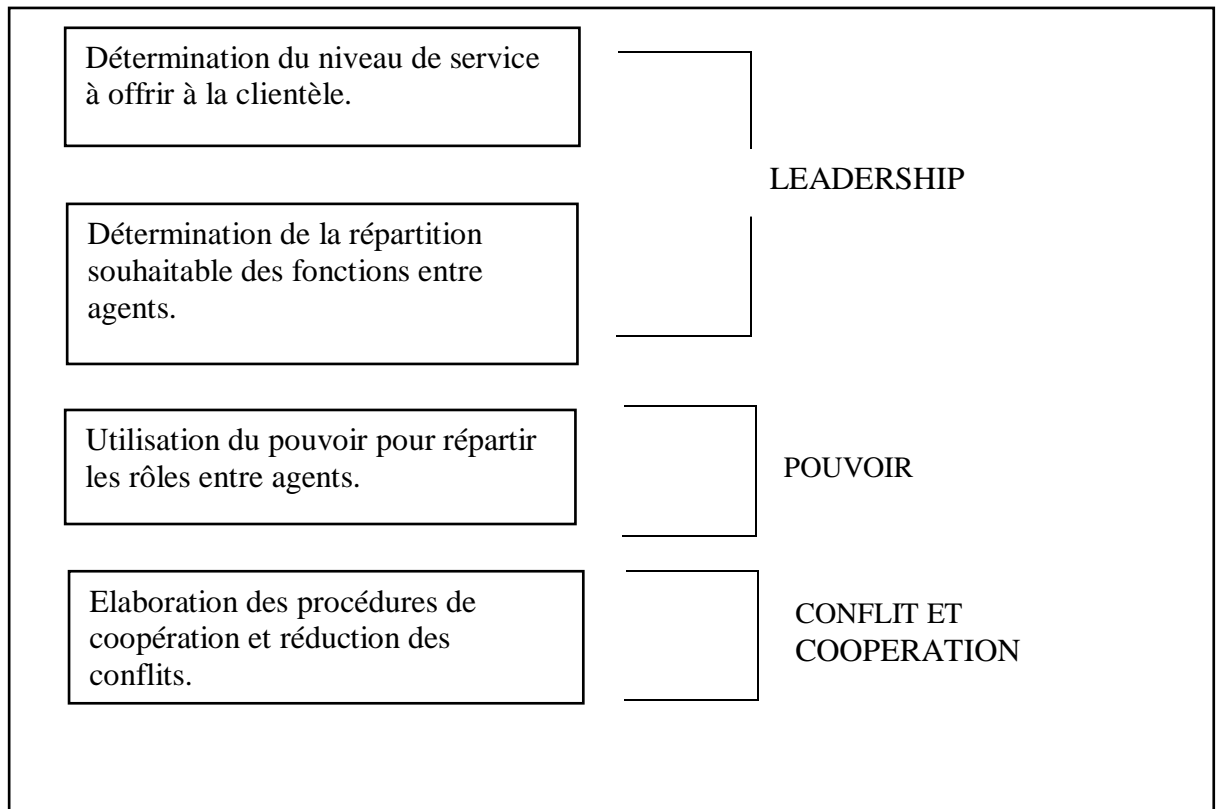 Détermination du niveau de service
à offrir à la clientèle.
LEADERSHIP
Détermination de la répartition
souhaitable des fonctions entre
agents.
Utilisation du pouvoir pour répartir
les rôles entre agents.
POUVOIR
Elaboration des procédures de
coopération et réduction des
conflits.
CONFLIT ET
COOPERATION